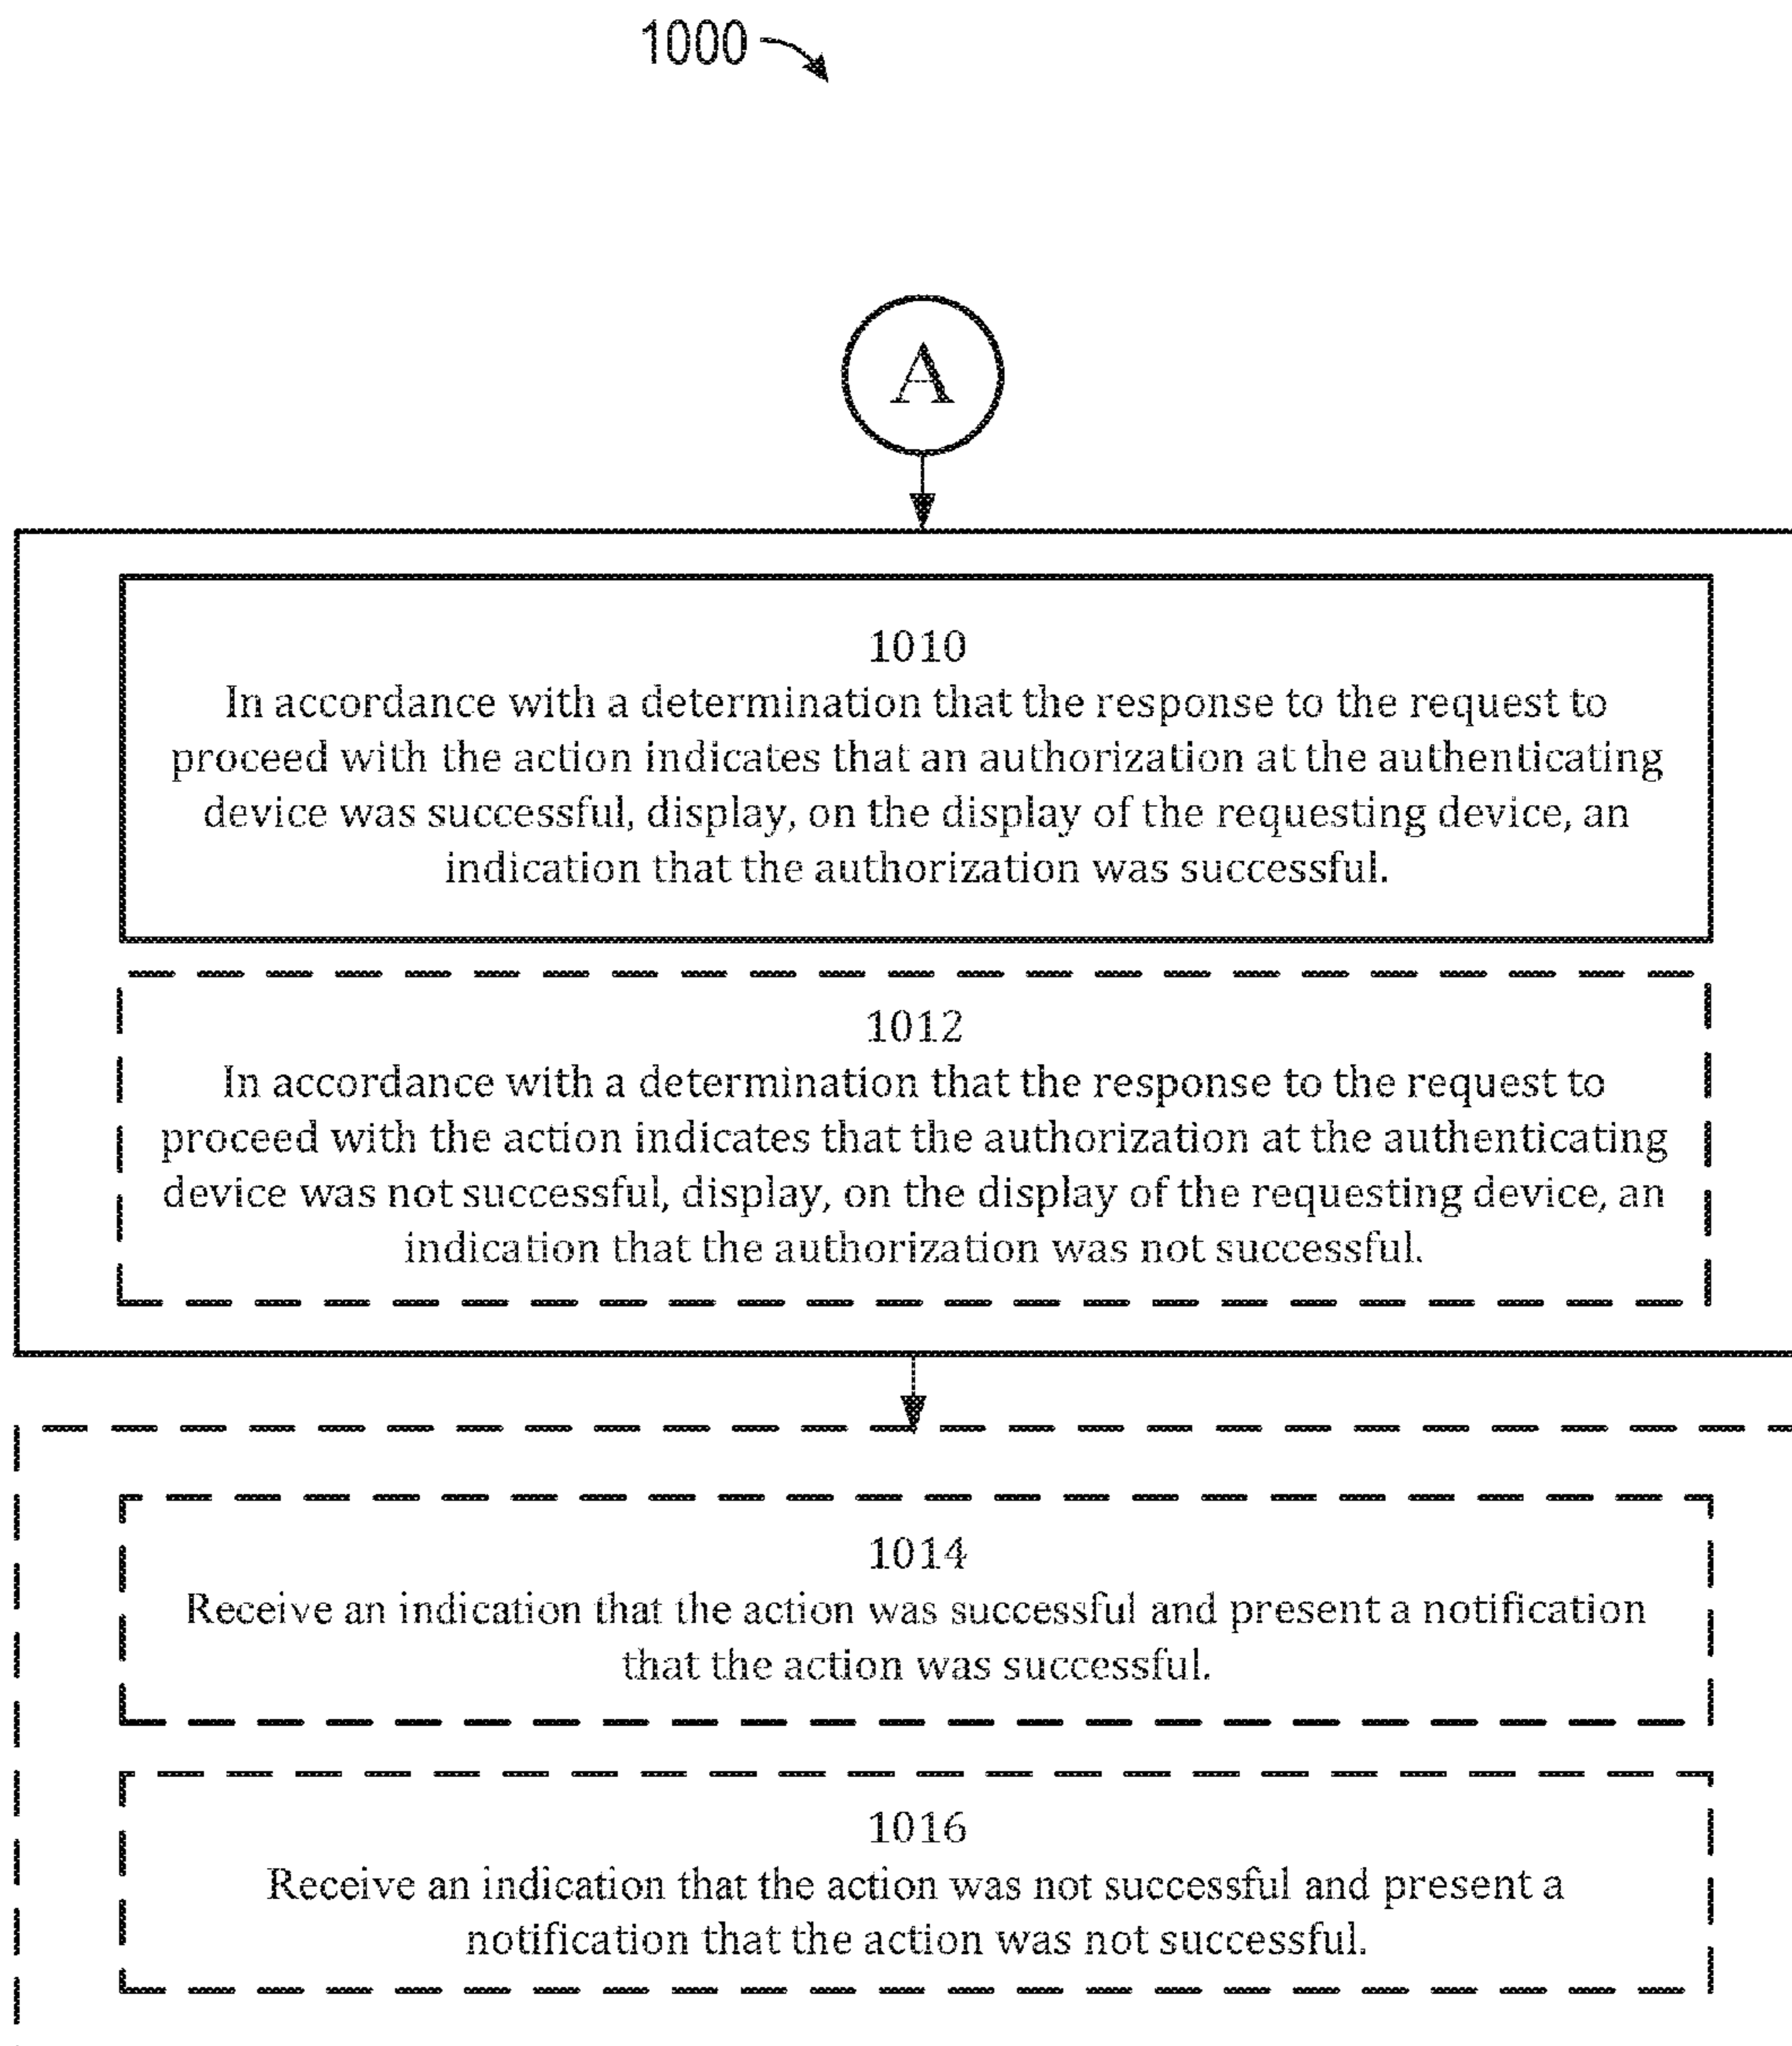 1000
A
1010
In accordance with a determination that the response to the request to
proceed with the action indicates that an authorization at the authenticating
device was successful, display, on the display of the requesting device, an
indication that the authorization was successful.
1012
In accordance with a determination that the response to the request to
proceed with the action indicates that the authorization at the authenticating
device was not successful, display, on the display of the requesting device, an
indication that the authorization was not successful.
1014
Receive an indication that the action was successful and present a notification
that the action was successful.
1016
Receive an indication that the action was not successful and present a
notification that the action was not successful.